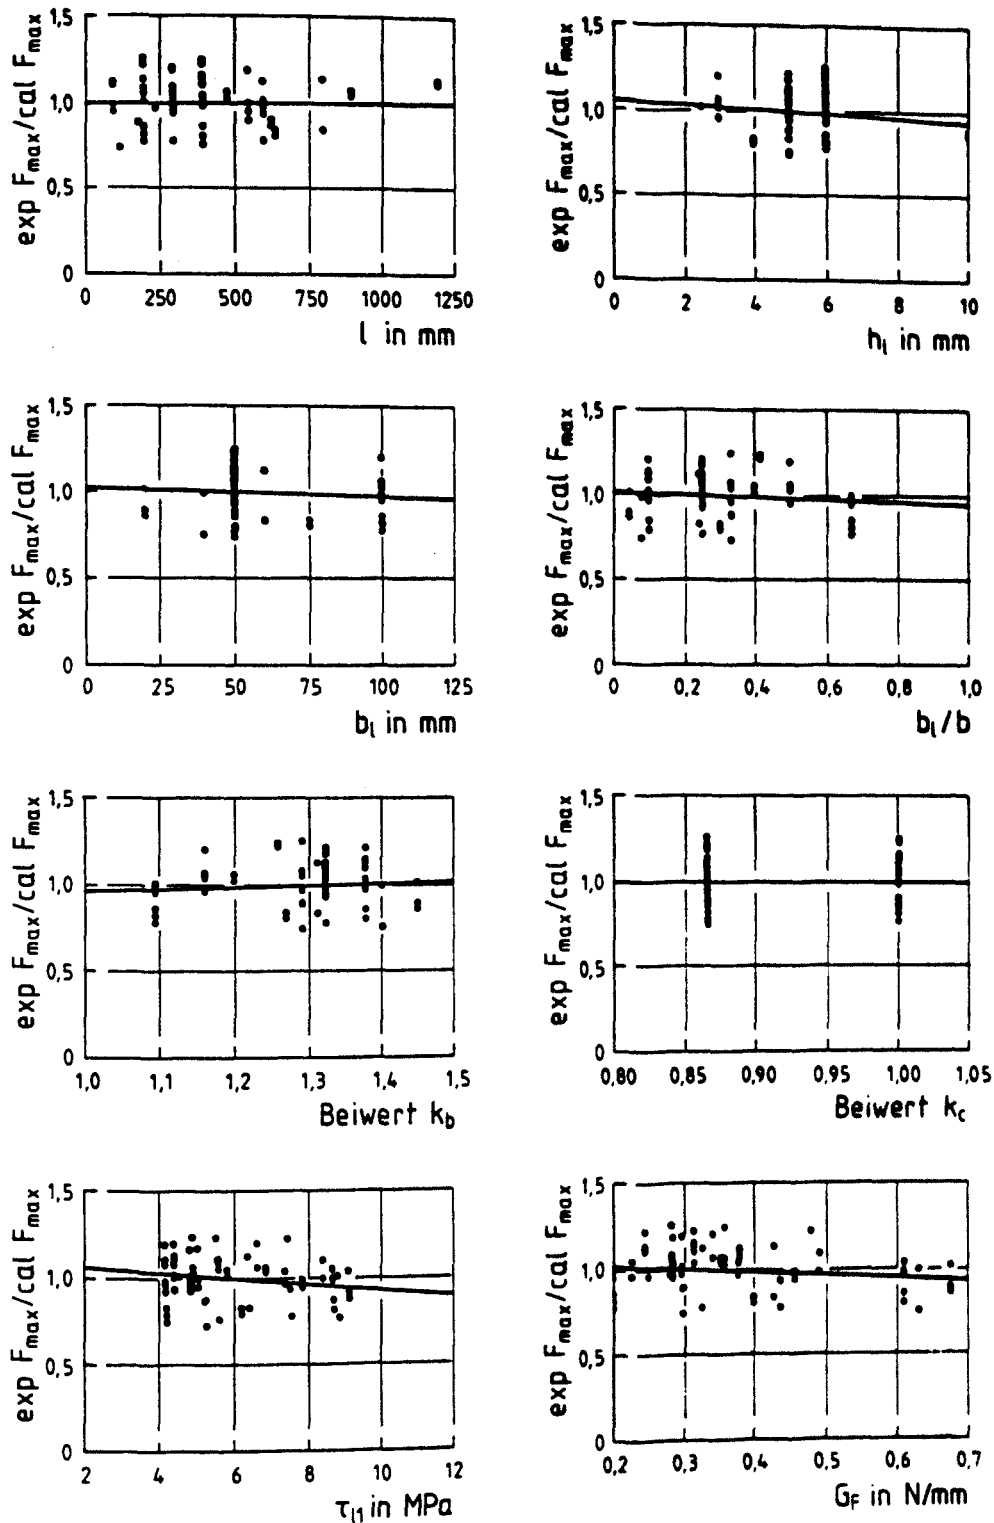 exp F_max/cal F_max
1,5
1,0
0,5
0
0 250 500 750 1000 1250
l in mm
exp F_max/cal F_max
1,5
1,0
0,5
0
0 2 4 6 8 10
h_l in mm
exp F_max/cal F_max
1,5
1,0
0,5
0
0 25 50 75 100 125
b_l in mm
exp F_max/cal F_max
1,5
1,0
0,5
0
0 0,2 0,4 0,6 0,8 1,0
b_l/b
exp F_max/cal F_max
1,5
1,0
0,5
0
1,0 1,1 1,2 1,3 1,4 1,5
Beiwert k_b
exp F_max/cal F_max
1,5
1,0
0,5
0
0,80 0,85 0,90 0,95 1,00 1,05
Beiwert k_c
exp F_max/cal F_max
1,5
1,0
0,5
0
2 4 6 8 10 12
τ_l1 in MPa
exp F_max/cal F_max
1,5
1,0
0,5
0
0,2 0,3 0,4 0,5 0,6 0,7
G_F in N/mm